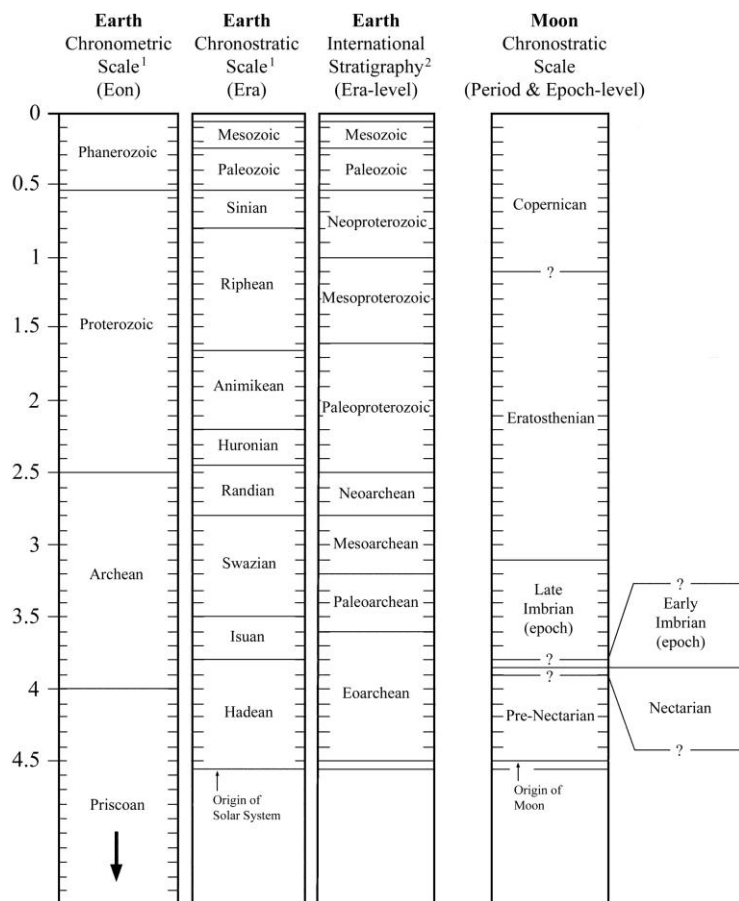 Earth
Chronometric
Scale1
(Eon)
Earth
Chronostratic
Scale1
(Era)
Earth
International
Stratigraphy2
(Era-level)
Moon
Chronostratic
Scale
(Period & Epoch-level)
0
0.5
1
1.5
2
2.5
3
3.5
4
4.5
Phanerozoic
Proterozoic
Archean
Priscoan
Mesozoic
Paleozoic
Sinian
Riphean
Animikean
Huronian
Randian
Swazian
Isuan
Hadean
Origin of
Solar System
Mesozoic
Paleozoic
Neoproterozoic
Mesoproterozoic
Paleoproterozoic
Neoarchean
Mesoarchean
Paleoarchean
Eoarchean
Copernican
?
Eratosthenian
Late
Imbrian
(epoch)
?
?
Pre-Nectarian
Origin of
Moon
?
Early
Imbrian
(epoch)
Nectarian
?